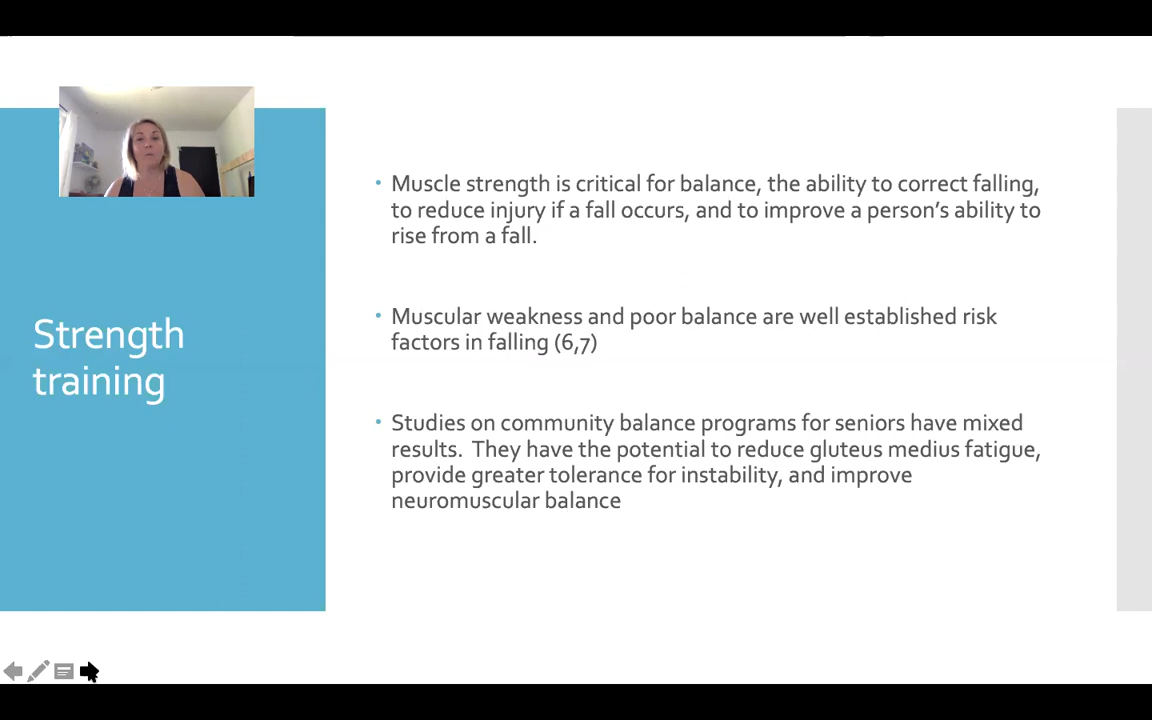 Strength
training
• Muscle strength is critical for balance, the ability to correct falling,
to reduce injury if a fall occurs, and to improve a person’s ability to
rise from a fall.
• Muscular weakness and poor balance are well established risk
factors in falling (6,7)
• Studies on community balance programs for seniors have mixed
results.  They have the potential to reduce gluteus medius fatigue,
provide greater tolerance for instability, and improve
neuromuscular balance